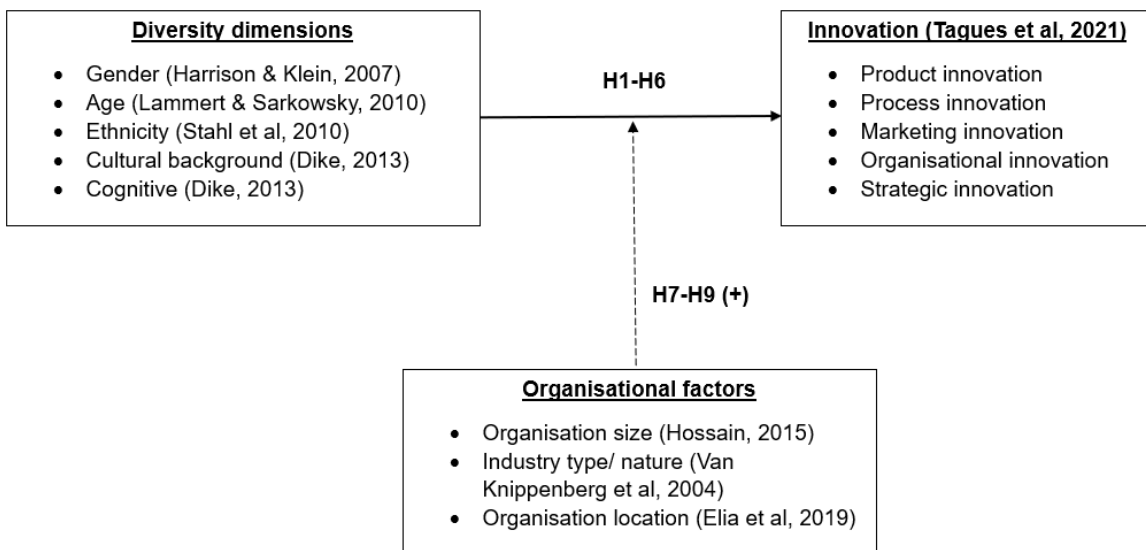 Diversity dimensions
• Gender (Harrison & Klein, 2007)
• Age (Lammert & Sarkowsky, 2010)
• Ethnicity (Stahl et al, 2010)
• Cultural background (Dike, 2013)
• Cognitive (Dike, 2013)
H1-H6
Innovation (Tagues et al, 2021)
• Product innovation
• Process innovation
• Marketing innovation
• Organisational innovation
• Strategic innovation
H7-H9 (+)
Organisational factors
• Organisation size (Hossain, 2015)
• Industry type/ nature (Van
Knippenberg et al, 2004)
• Organisation location (Elia et al, 2019)